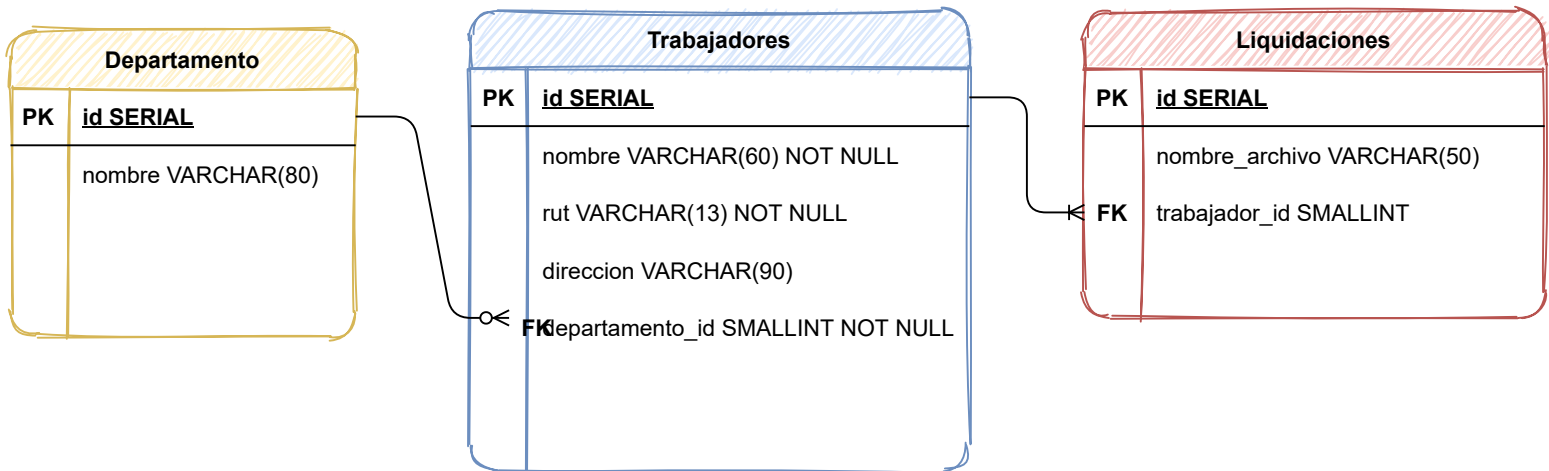 Departamento
PK id SERIAL
nombre VARCHAR(80)
Trabajadores
PK id SERIAL
nombre VARCHAR(60) NOT NULL
rut VARCHAR(13) NOT NULL
direccion VARCHAR(90)
FK departamento_id SMALLINT NOT NULL
Liquidaciones
PK id SERIAL
nombre_archivo VARCHAR(50)
FK trabajador_id SMALLINT